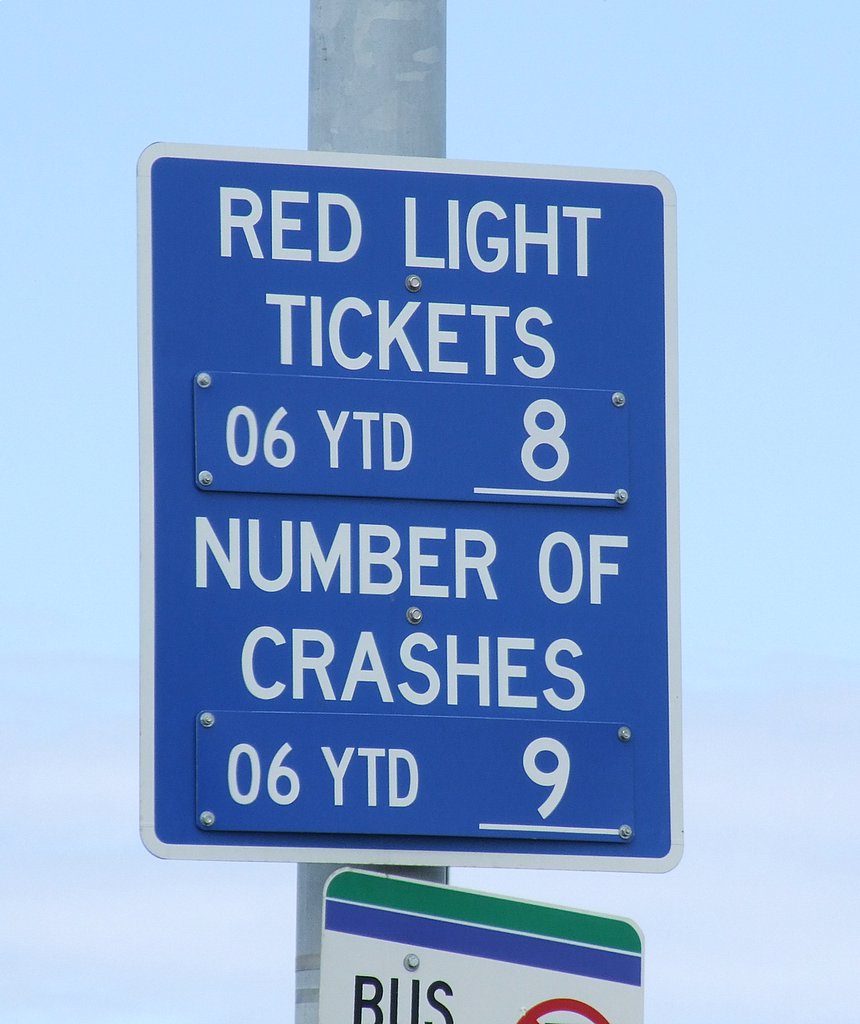 RED LIGHT
TICKETS
06 YTD 8
NUMBER OF
CRASHES
06 YTD 9
BUS